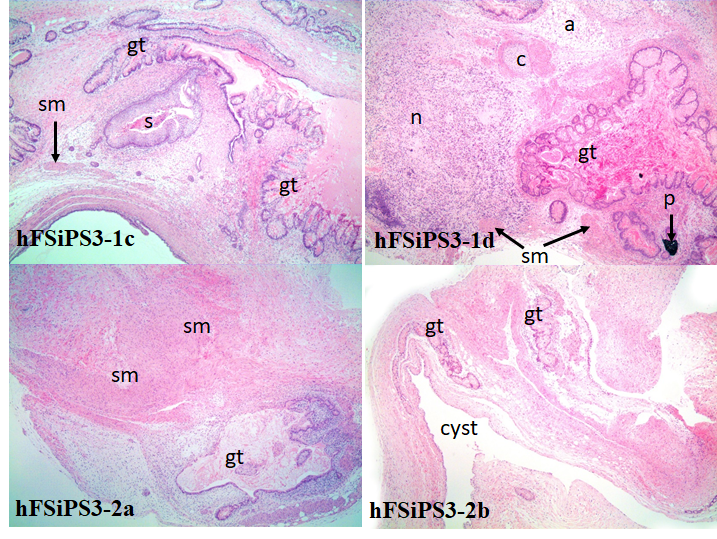 gt
sm
s
gt
hFSiPS3-1c
a
c
n
gt
p
hFSiPS3-1d
sm
sm
sm
gt
hFSiPS3-2a
gt
gt
cyst
hFSiPS3-2b